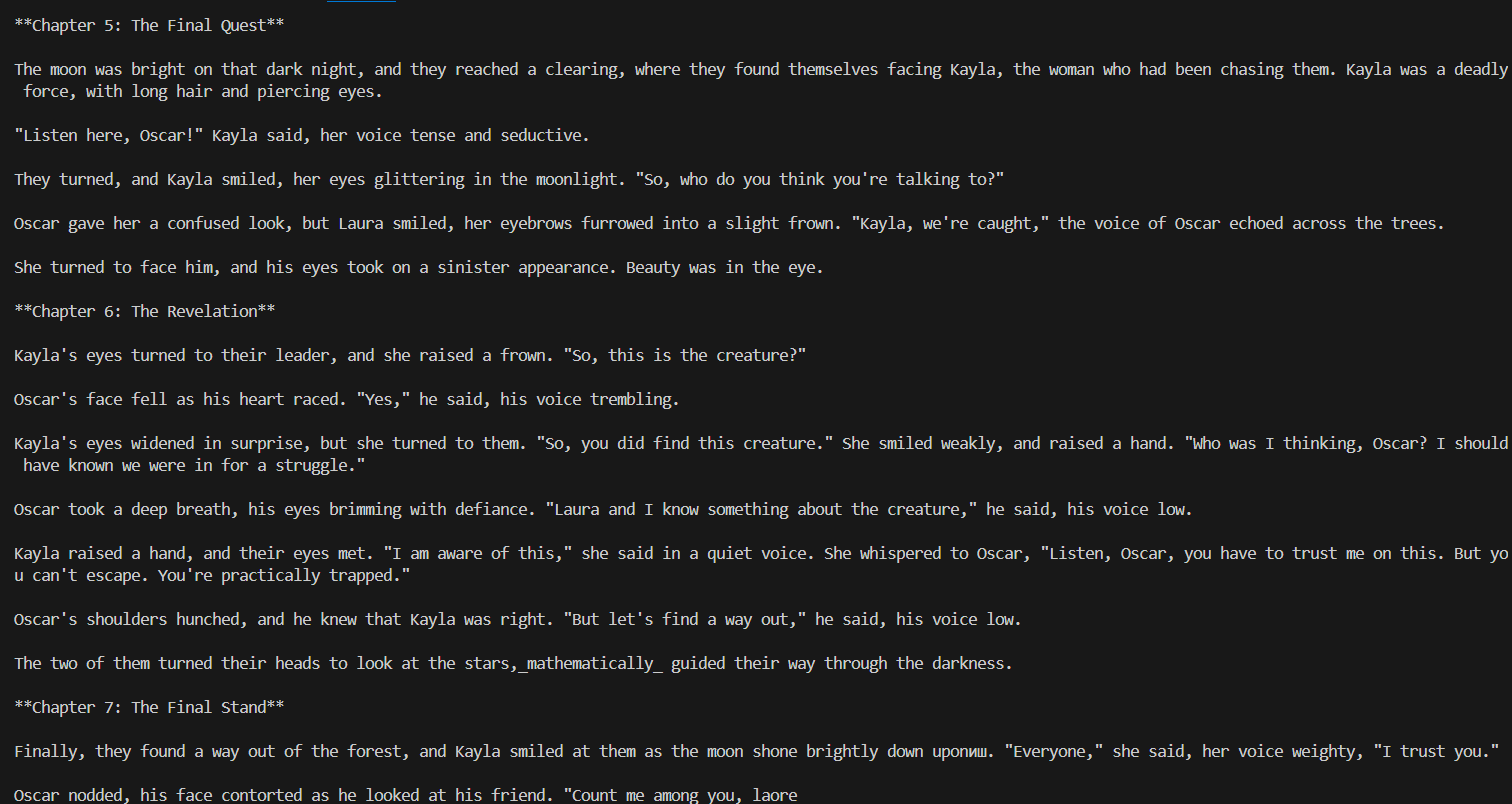 **Chapter 5: The Final Quest**
The moon was bright on that dark night, and they reached a clearing, where they found themselves facing Kayla, the woman who had been chasing them. Kayla was a deadly
force, with long hair and piercing eyes.
"Listen here, Oscar!" Kayla said, her voice tense and seductive.
They turned, and Kayla smiled, her eyes glittering in the moonlight. "So, who do you think you're talking to?"
Oscar gave her a confused look, but Laura smiled, her eyebrows furrowed into a slight frown. "Kayla, we're caught," the voice of Oscar echoed across the trees.
She turned to face him, and his eyes took on a sinister appearance. Beauty was in the eye.
**Chapter 6: The Revelation**
Kayla's eyes turned to their leader, and she raised a frown. "So, this is the creature?"
Oscar's face fell as his heart raced. "Yes," he said, his voice trembling.
Kayla's eyes widened in surprise, but she turned to them. "So, you did find this creature." She smiled weakly, and raised a hand. "Who was I thinking, Oscar? I should
have known we were in for a struggle."
Oscar took a deep breath, his eyes brimming with defiance. "Laura and I know something about the creature," he said, his voice low.
Kayla raised a hand, and their eyes met. "I am aware of this," she said in a quiet voice. She whispered to Oscar, "Listen, Oscar, you have to trust me on this. But yo
u can't escape. You're practically trapped."
Oscar's shoulders hunched, and he knew that Kayla was right. "But let's find a way out," he said, his voice low.
The two of them turned their heads to look at the stars,_mathematically_ guided their way through the darkness.
**Chapter 7: The Final Stand**
Finally, they found a way out of the forest, and Kayla smiled at them as the moon shone brightly down uponиш. "Everyone," she said, her voice weighty, "I trust you."
Oscar nodded, his face contorted as he looked at his friend. "Count me among you, laore